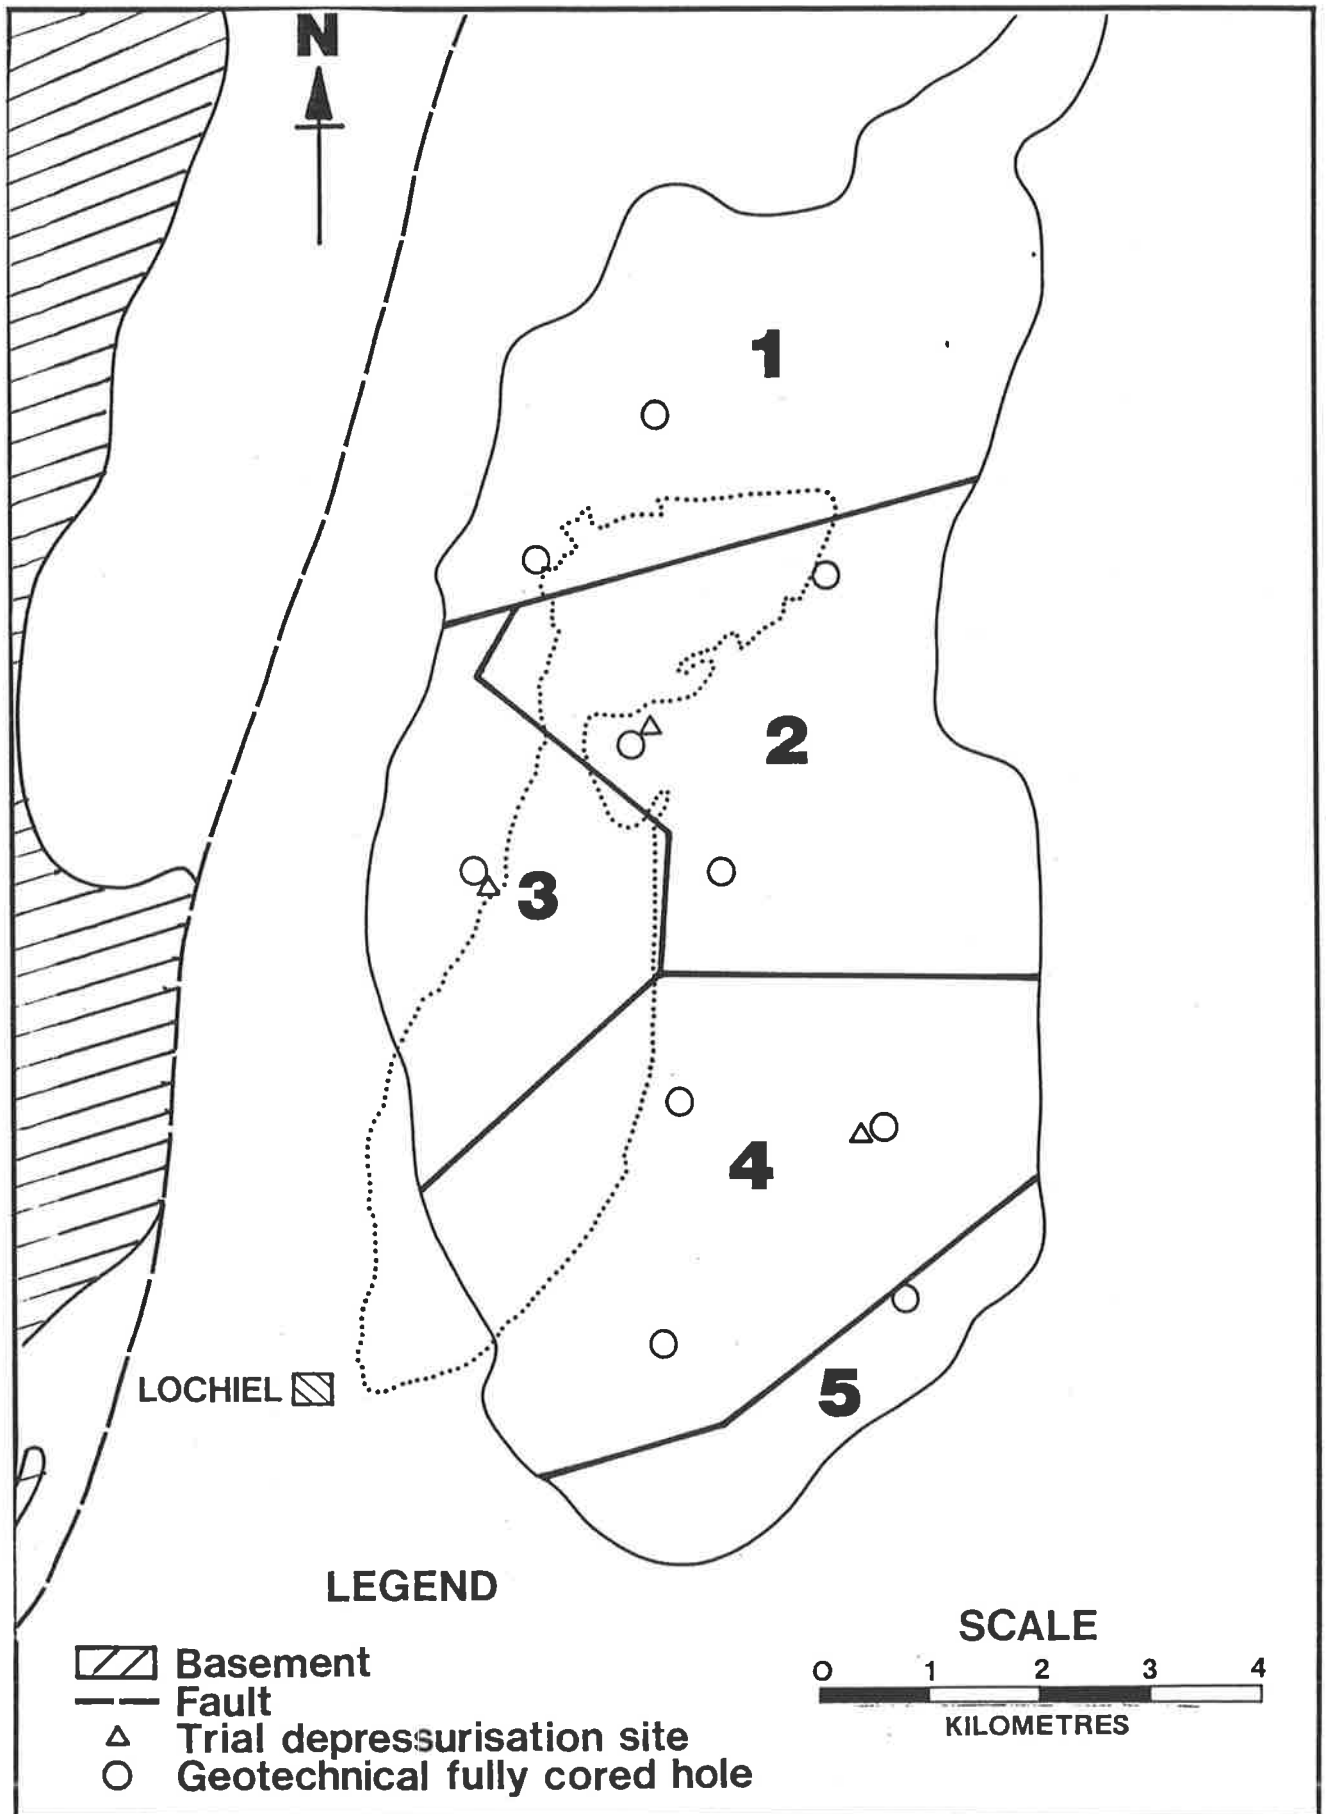 N
1
2
3
4
5
LOCHIEL
LEGEND
Basement
Fault
Trial depressurisation site
Geotechnical fully cored hole
SCALE
0 1 2 3 4
KILOMETRES